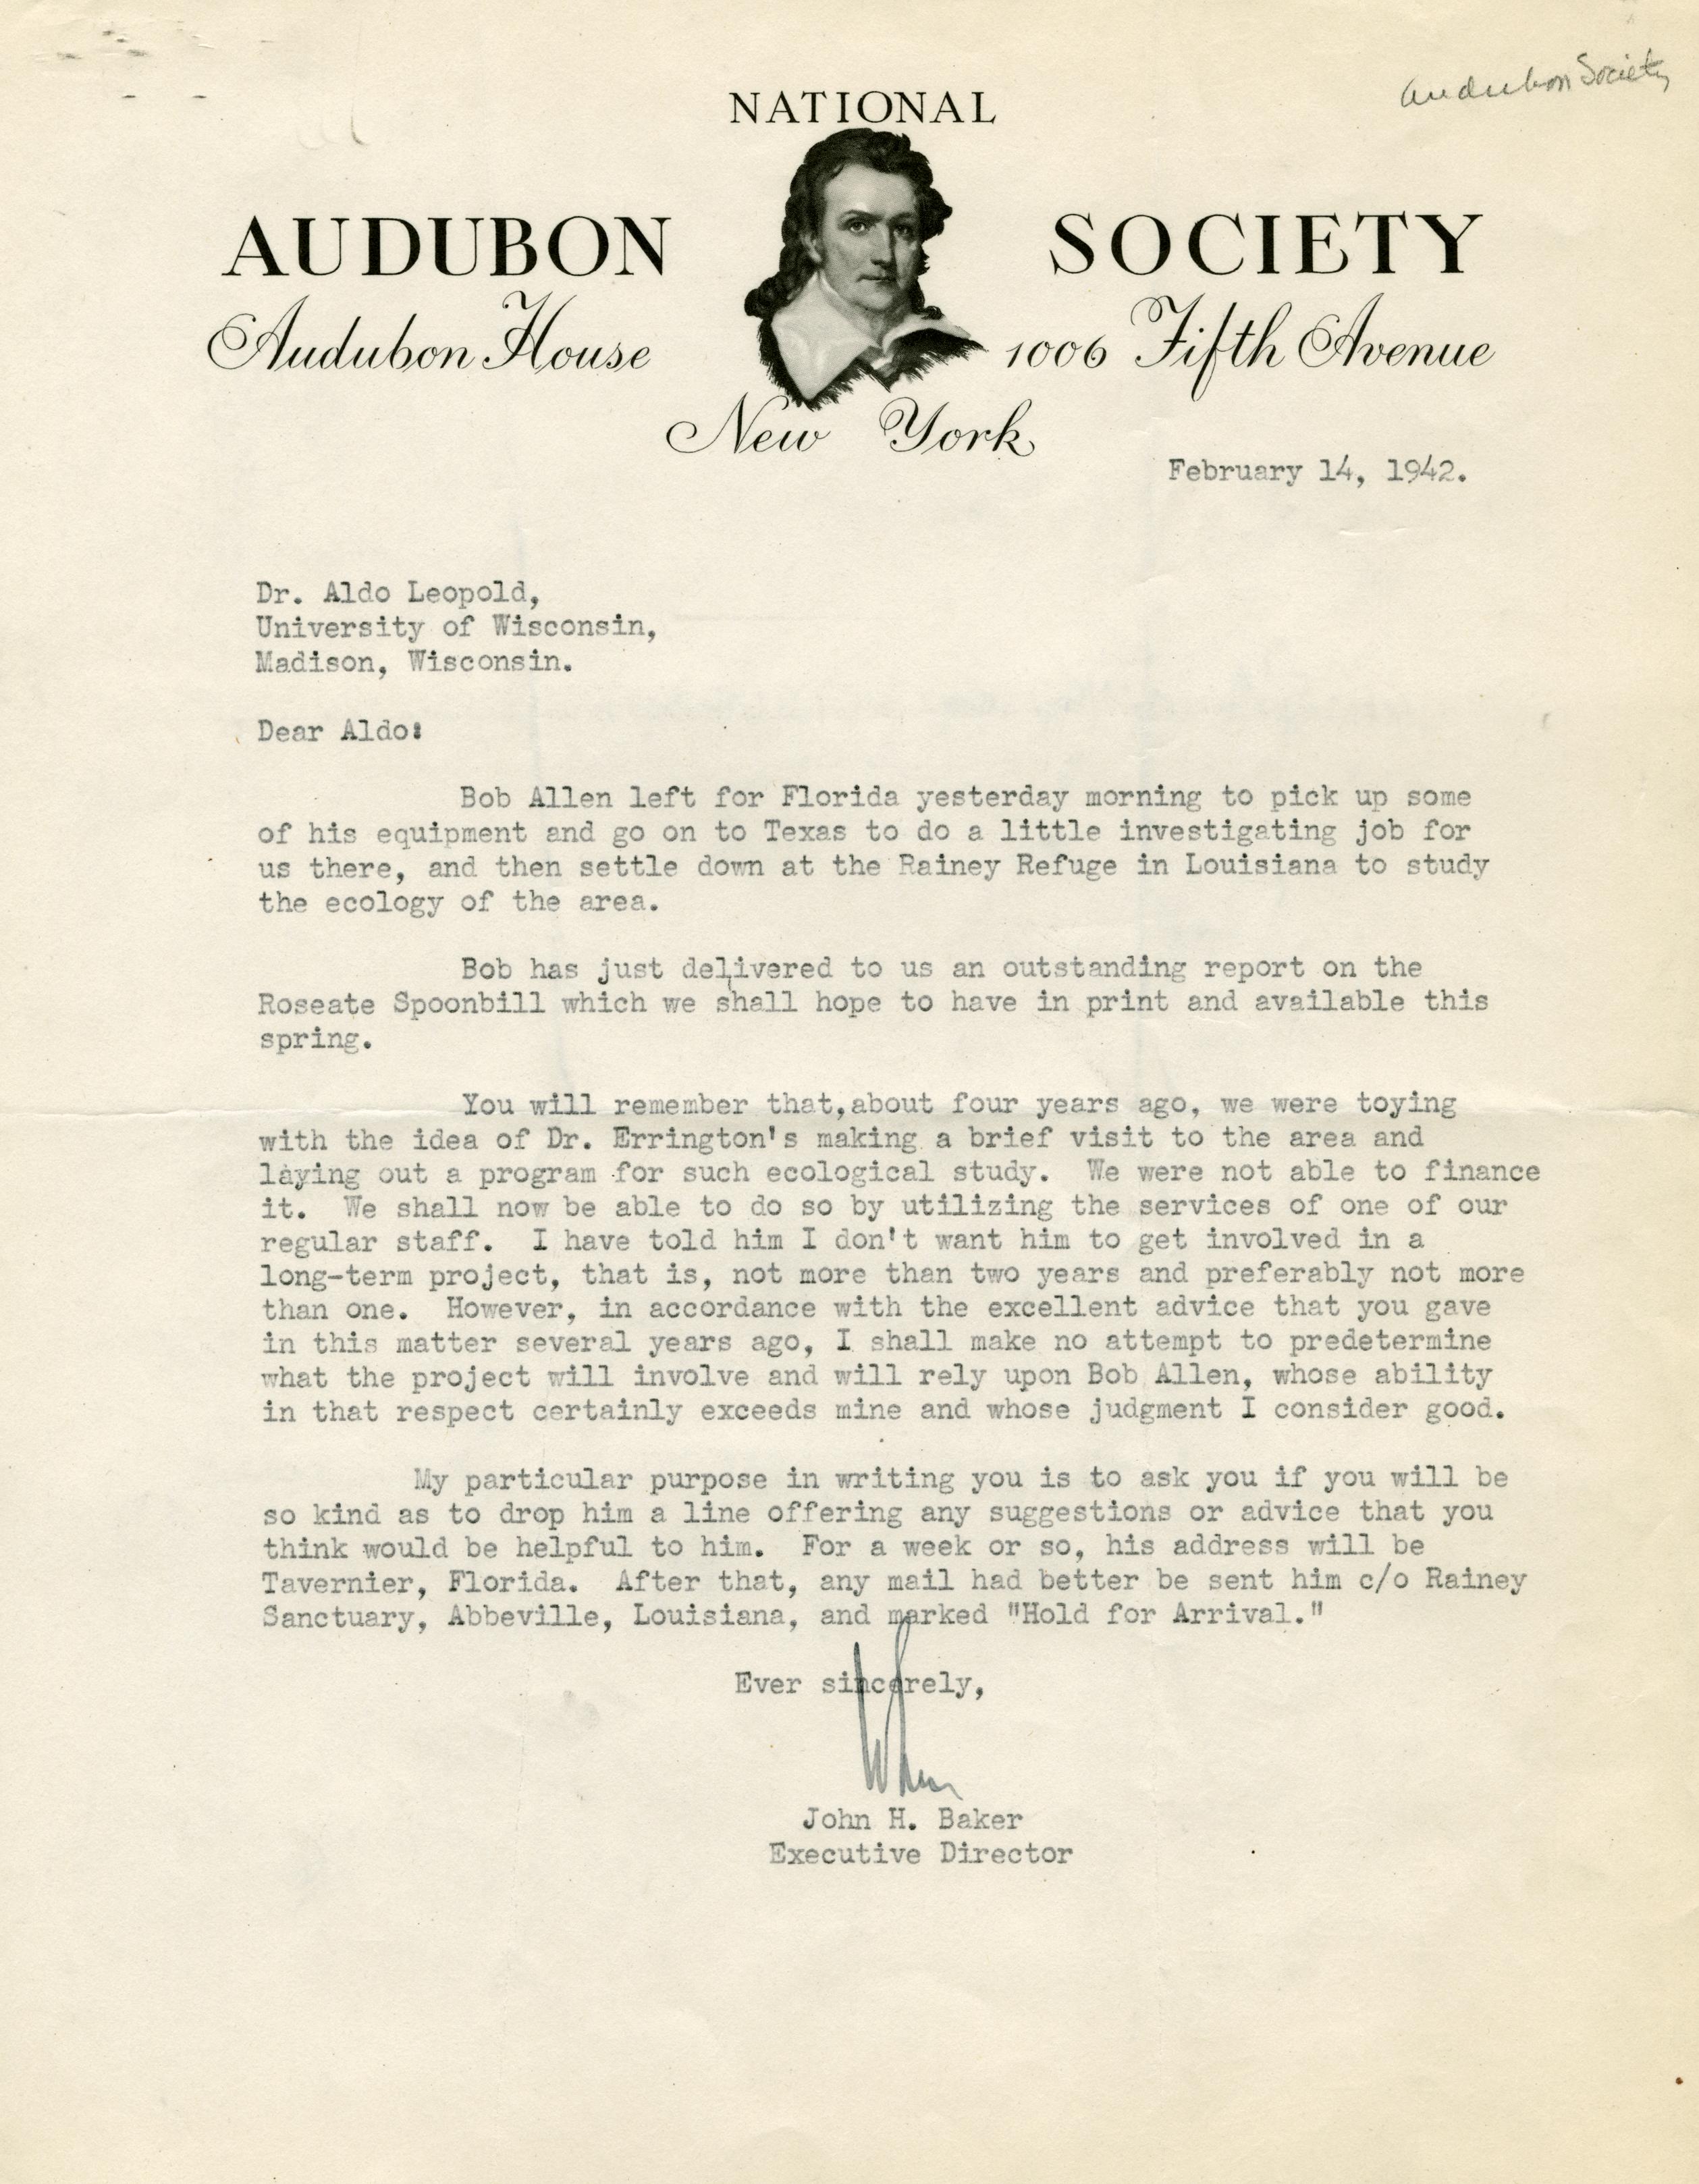 Audubon Society
NATIONAL
AUDUBON SOCIETY
Audubon House 1006 Fifth Avenue
New York
February 14, 1942.
Dr. Aldo Leopold,
University of Wisconsin,
Madison, Wisconsin.
Dear Aldo:
Bob Allen left for Florida yesterday morning to pick up some
of his equipment and go on to Texas to do a little investigating job for
us there, and then settle down at the Rainey Refuge in Louisiana to study
the ecology of the area.
Bob has just delivered to us an outstanding report on the
Roseate Spoonbill which we shall hope to have in print and available this
spring.
You will remember that,about four years ago, we were toying
with the idea of Dr. Errington's making a brief visit to the area and
laying out a program for such ecological study. We were not able to finance
it. We shall now be able to do so by utilizing the services of one of our
regular staff. I have told him I don't want him to get involved in a
long-term project, that is, not more than two years and preferably not more
than one. However, in accordance with the excellent advice that you gave
in this matter several years ago, I shall make no attempt to predetermine
what the project will involve and will rely upon Bob Allen, whose ability
in that respect certainly exceeds mine and whose judgment I consider good.
My particular purpose in writing you is to ask you if you will be
so kind as to drop him a line offering any suggestions or advice that you
think would be helpful to him. For a week or so, his address will be
Tavernier, Florida. After that, any mail had better be sent him c/o Rainey
Sanctuary, Abbeville, Louisiana, and marked "Hold for Arrival."
Ever sincerely,
John H. Baker
Executive Director